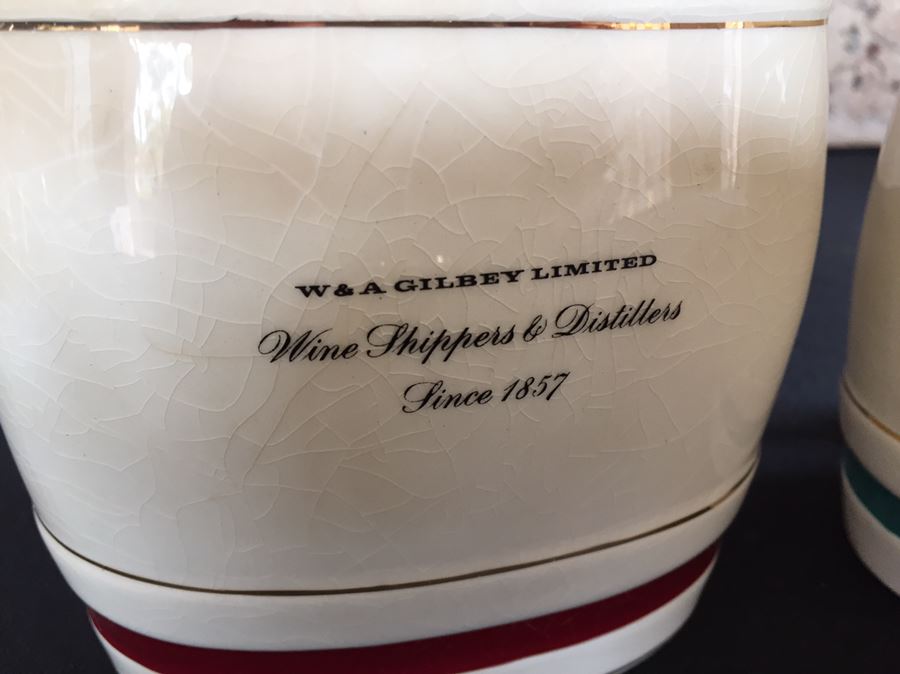 W & A GILBEY LIMITED
Wine Shippers & Distillers
Since 1857